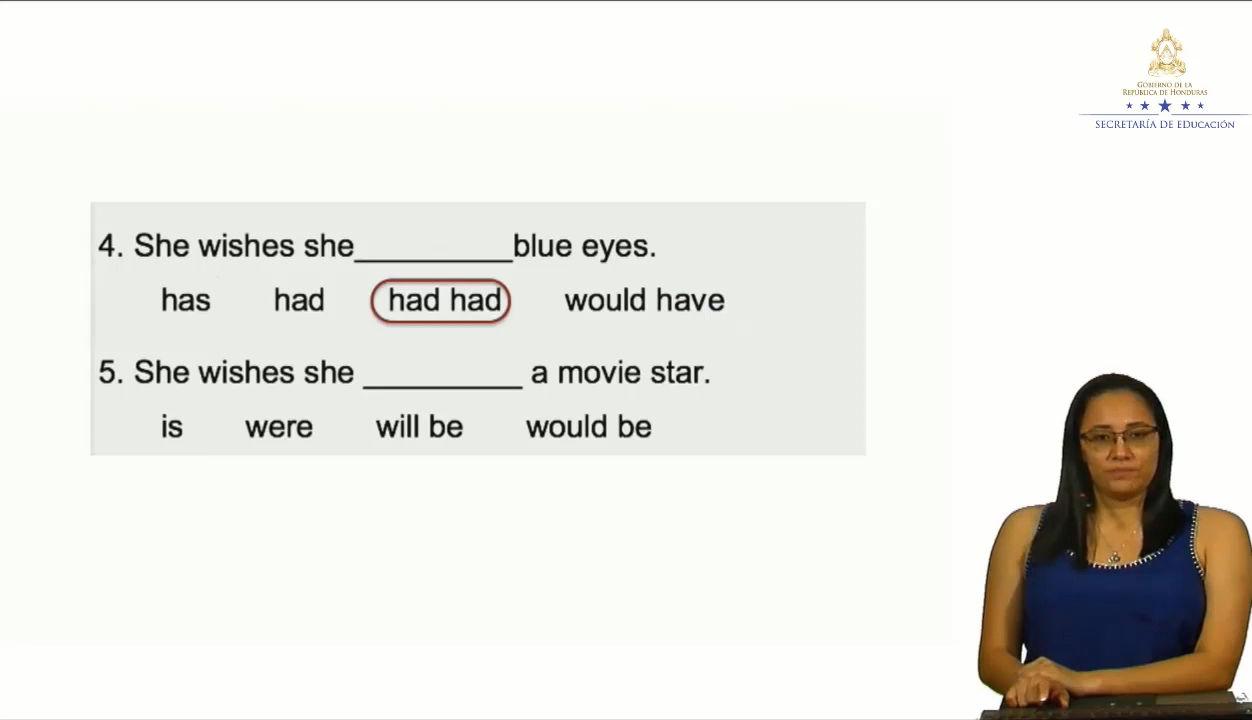 GOBIERNO DE LA
REPÚBLICA DE HONDURAS
SECRETARÍA DE EDUCACIÓN
4. She wishes she__________blue eyes.
has had had had would have
5. She wishes she __________ a movie star.
is were will be would be